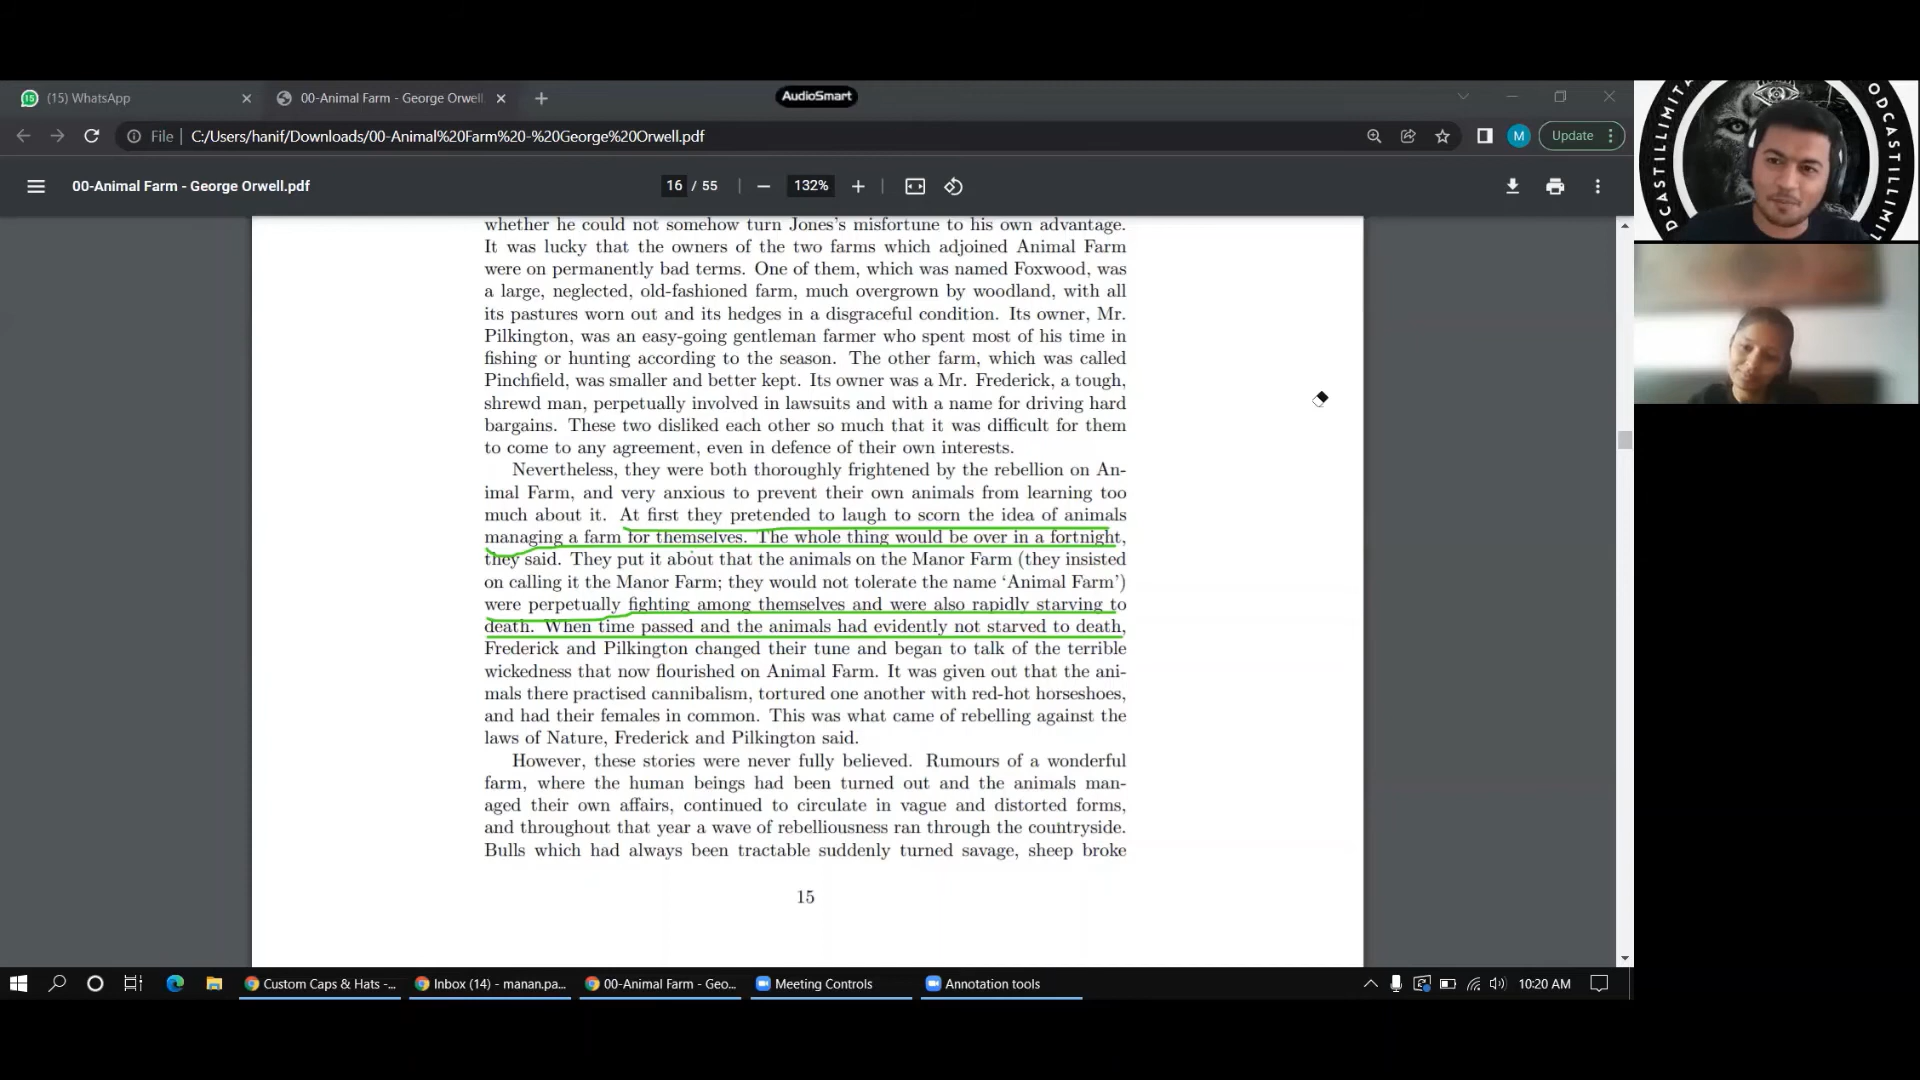 (15) WhatsApp
00-Animal Farm - George Orwell
AudioSmart
File
C:/Users/hanif/Downloads/00-Animal%20Farm%20-%20George%20Orwell.pdf
M
Update
00-Animal Farm - George Orwell.pdf
16 / 55
132%
whether he could not somehow turn Jones's misfortune to his own advantage.
It was lucky that the owners of the two farms which adjoined Animal Farm
were on permanently bad terms. One of them, which was named Foxwood, was
a large, neglected, old-fashioned farm, much overgrown by woodland, with all
its pastures worn out and its hedges in a disgraceful condition. Its owner, Mr.
Pilkington, was an easy-going gentleman farmer who spent most of his time in
fishing or hunting according to the season. The other farm, which was called
Pinchfield, was smaller and better kept. Its owner was a Mr. Frederick, a tough,
shrewd man, perpetually involved in lawsuits and with a name for driving hard
bargains. These two disliked each other so much that it was difficult for them
to come to any agreement, even in defence of their own interests.
Nevertheless, they were both thoroughly frightened by the rebellion on An-
imal Farm, and very anxious to prevent their own animals from learning too
much about it. At first they pretended to laugh to scorn the idea of animals
managing a farm for themselves. The whole thing would be over in a fortnight,
they said. They put it about that the animals on the Manor Farm (they insisted
on calling it the Manor Farm; they would not tolerate the name 'Animal Farm')
were perpetually fighting among themselves and were also rapidly starving to
death. When time passed and the animals had evidently not starved to death,
Frederick and Pilkington changed their tune and began to talk of the terrible
wickedness that now flourished on Animal Farm. It was given out that the ani-
mals there practised cannibalism, tortured one another with red-hot horseshoes,
and had their females in common. This was what came of rebelling against the
laws of Nature, Frederick and Pilkington said.
However, these stories were never fully believed. Rumours of a wonderful
farm, where the human beings had been turned out and the animals man-
aged their own affairs, continued to circulate in vague and distorted forms,
and throughout that year a wave of rebelliousness ran through the countryside.
Bulls which had always been tractable suddenly turned savage, sheep broke
15
Custom Caps & Hats -...
Inbox (14) - manan.pa...
00-Animal Farm - Geo...
Meeting Controls
Annotation tools
10:20 AM